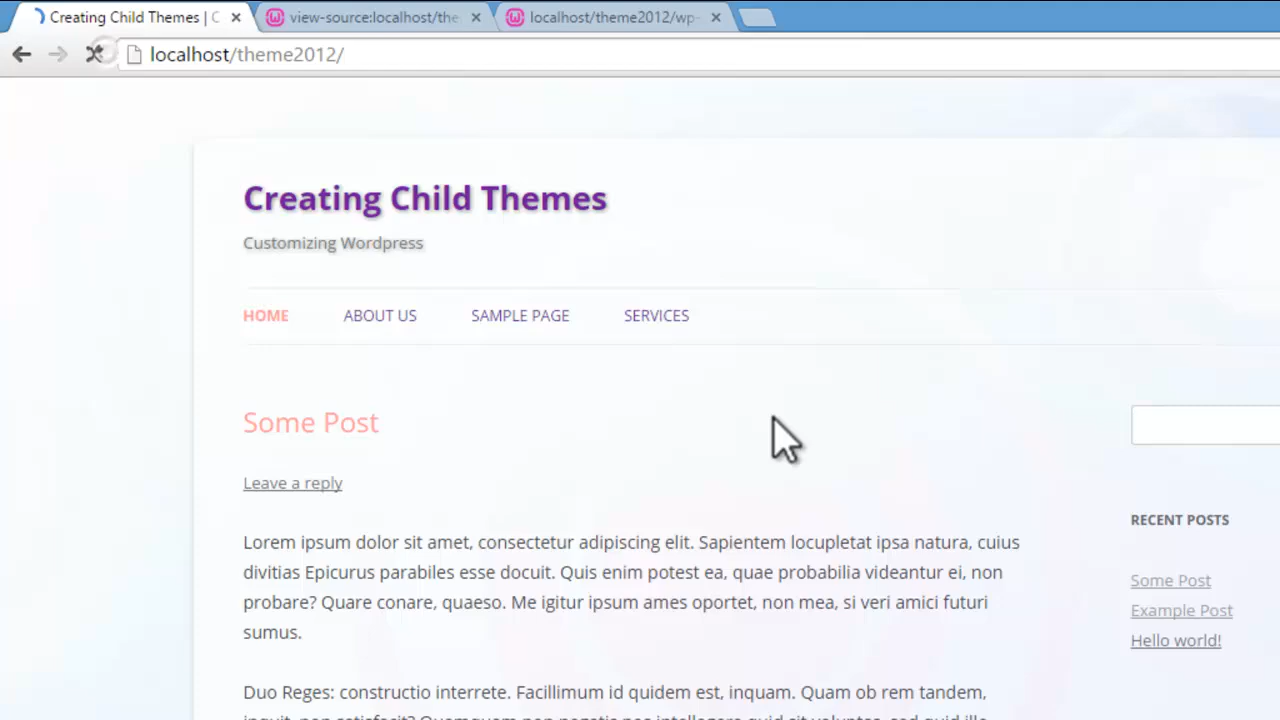 Creating Child Themes | C
view-source:localhost/the
localhost/theme2012/wp-
localhost/theme2012/
Creating Child Themes
Customizing Wordpress
HOME
ABOUT US
SAMPLE PAGE
SERVICES
Some Post
Leave a reply
Lorem ipsum dolor sit amet, consectetur adipiscing elit. Sapientem locupletat ipsa natura, cuius
divitias Epicurus parabiles esse docuit. Quis enim potest ea, quae probabilia videantur ei, non
probare? Quare conare, quaeso. Me igitur ipsum ames oportet, non mea, si veri amici futuri
sumus.
Duo Reges: constructio interrete. Facillimum id quidem est, inquam. Quam ob rem tandem,
RECENT POSTS
Some Post
Example Post
Hello world!